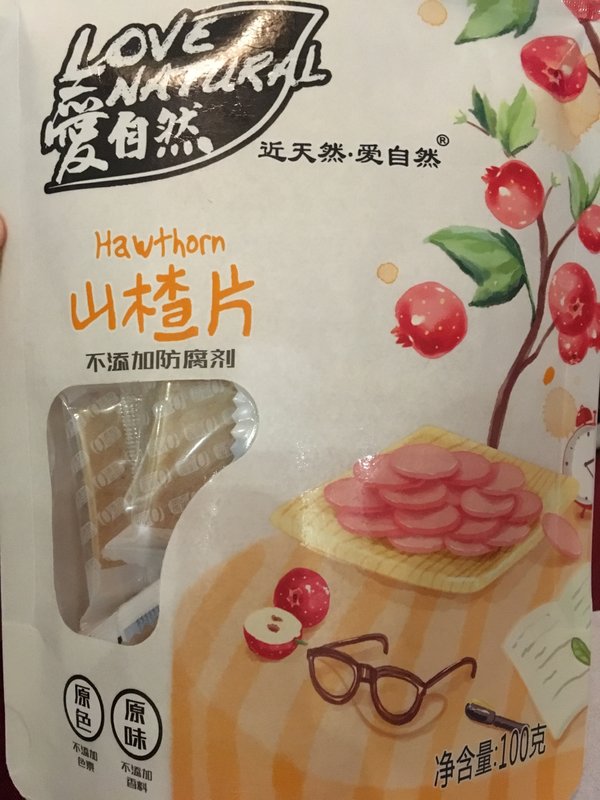 LOVE
NATURAL
爱自然
近天然·爱自然®
Hawthorn
山楂片
不添加防腐剂
原色
不添加
色素
原味
不添加
香料
净含量:100克